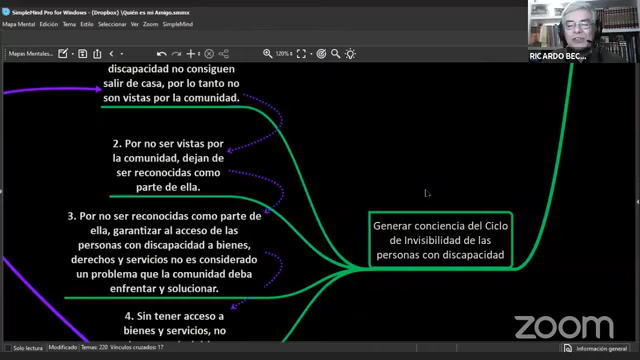 SimpleMind Pro for Windows - (Dropbox) \Quién es mi Amigo.smmx
Mapa Mental Editar Tema Estilo Seleccionar Ver Zoom SimpleMind
Mapas Mentales...
120%
RICARDO BEC...
discapacidad no consiguen
salir de casa, por lo tanto no
son vistas por la comunidad.
2. Por no ser vistas por
la comunidad, dejan de
ser reconocidas como
parte de ella.
3. Por no ser reconocidas como parte de
ella, garantizar al acceso de las
personas con discapacidad a bienes,
derechos y servicios no es considerado
un problema que la comunidad deba
enfrentar y solucionar.
4. Sin tener acceso a
bienes y servicios, no
Generar conciencia del Ciclo
de Invisibilidad de las
personas con discapacidad
zoom
Solo lectura Modificado Temas: 220 Vínculos cruzados: 17 Información general